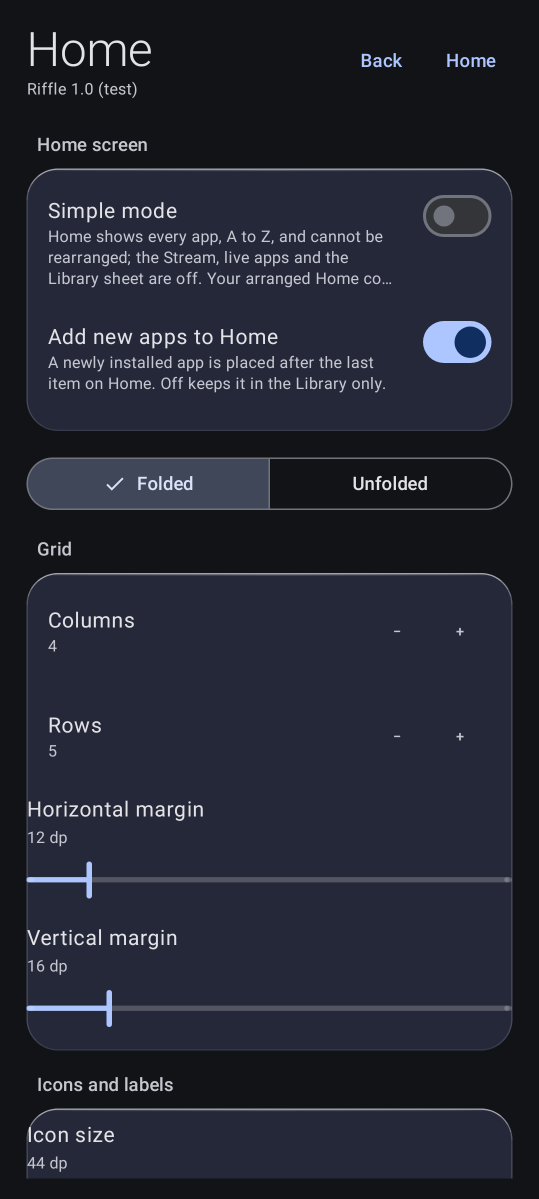 Home
Back
Home
Riffle 1.0 (test)
Home screen
Simple mode
Home shows every app, A to Z, and cannot be
rearranged; the Stream, live apps and the
Library sheet are off. Your arranged Home co…
Add new apps to Home
A newly installed app is placed after the last
item on Home. Off keeps it in the Library only.
Folded
Unfolded
Grid
Columns
4
- +
Rows
5
- +
Horizontal margin
12 dp
Vertical margin
16 dp
Icons and labels
Icon size
44 dp